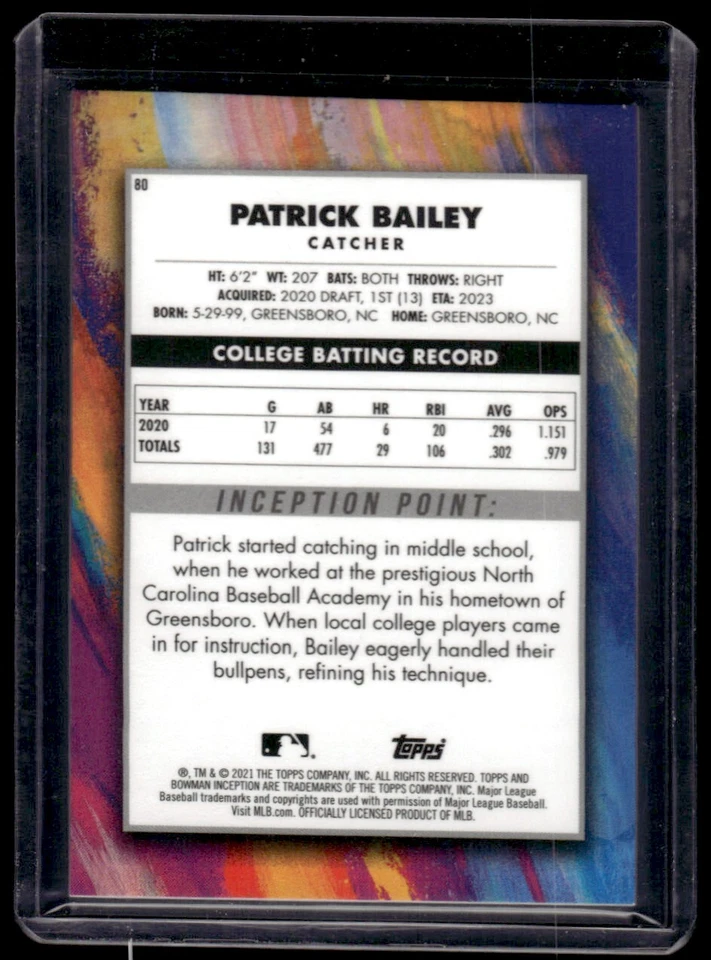 80
PATRICK BAILEY
CATCHER
HT: 6'2" WT: 207 BATS: BOTH THROWS: RIGHT
ACQUIRED: 2020 DRAFT, 1ST (13) ETA: 2023
BORN: 5-29-99, GREENSBORO, NC HOME: GREENSBORO, NC
COLLEGE BATTING RECORD
YEAR G AB HR RBI AVG OPS
2020 17 54 6 20 .296 1.151
TOTALS 131 477 29 106 .302 .979
INCEPTION POINT:
Patrick started catching in middle school,
when he worked at the prestigious North
Carolina Baseball Academy in his hometown of
Greensboro. When local college players came
in for instruction, Bailey eagerly handled their
bullpens, refining his technique.
topps
®, TM & © 2021 THE TOPPS COMPANY, INC. ALL RIGHTS RESERVED. TOPPS AND
BOWMAN INCEPTION ARE TRADEMARKS OF THE TOPPS COMPANY, INC. Major League
Baseball trademarks and copyrights are used with permission of Major League Baseball.
Visit MLB.com. OFFICIALLY LICENSED PRODUCT OF MLB.